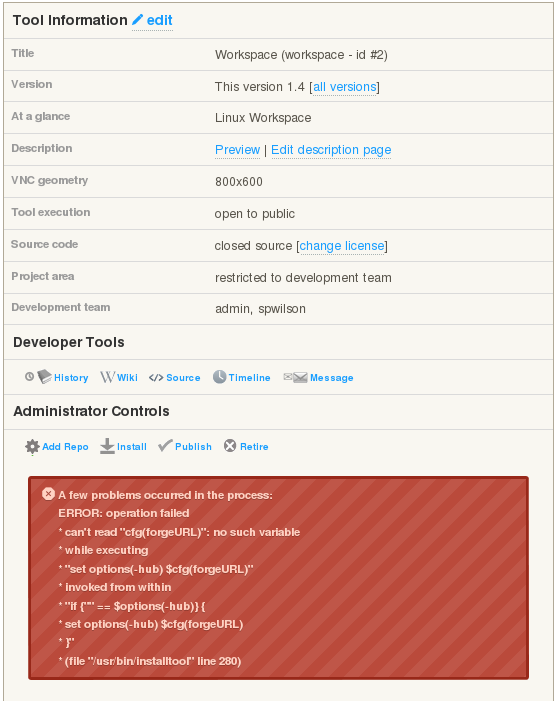 Tool Information edit
Title Workspace (workspace - id #2)
Version This version 1.4 [all versions]
At a glance Linux Workspace
Description Preview | Edit description page
VNC geometry 800x600
Tool execution open to public
Source code closed source [change license]
Project area restricted to development team
Development team admin, spwilson
Developer Tools
History Wiki Source Timeline Message
Administrator Controls
Add Repo Install Publish Retire
A few problems occurred in the process:
ERROR: operation failed
* can't read "cfg(forgeURL)": no such variable
* while executing
* "set options(-hub) $cfg(forgeURL)"
* invoked from within
* "if {"" == $options(-hub)} {
* set options(-hub) $cfg(forgeURL)
* }"
* (file "/usr/bin/installtool" line 280)